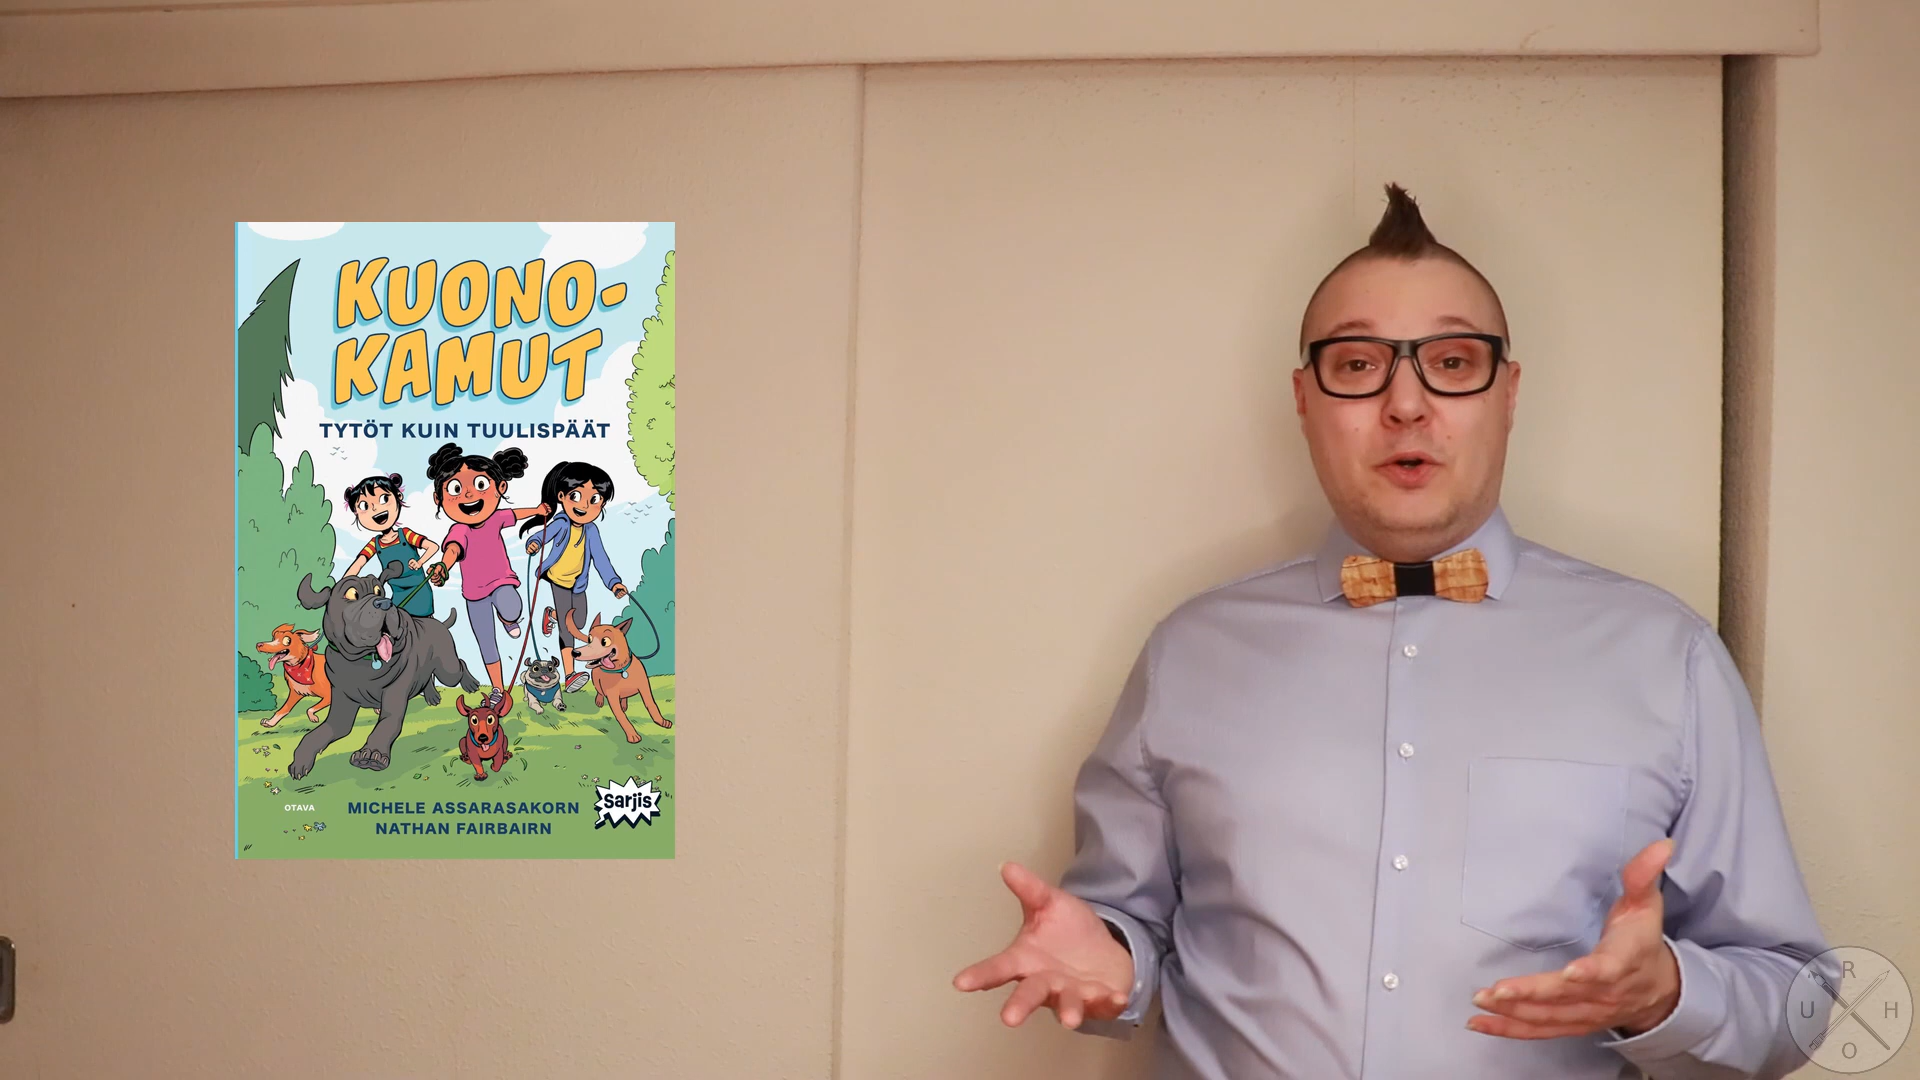 KUONO-
KAMUT
TYTÖT KUIN TUULISPÄÄT
OTAVA
MICHELE ASSARASAKORN
NATHAN FAIRBAIRN
Sarjis
R
U H
O